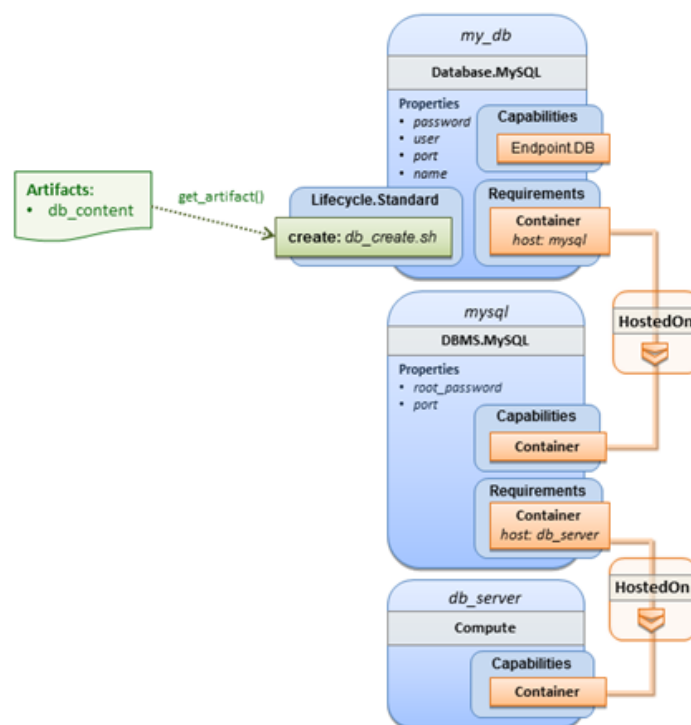 my_db
Database.MySQL
Properties
• password
• user
• port
• name
Capabilities
Endpoint.DB
Requirements
Container
host: mysql
Artifacts:
• db_content
get_artifact()
Lifecycle.Standard
create: db_create.sh
HostedOn
mysql
DBMS.MySQL
Properties
• root_password
• port
Capabilities
Container
Requirements
Container
host: db_server
HostedOn
db_server
Compute
Capabilities
Container